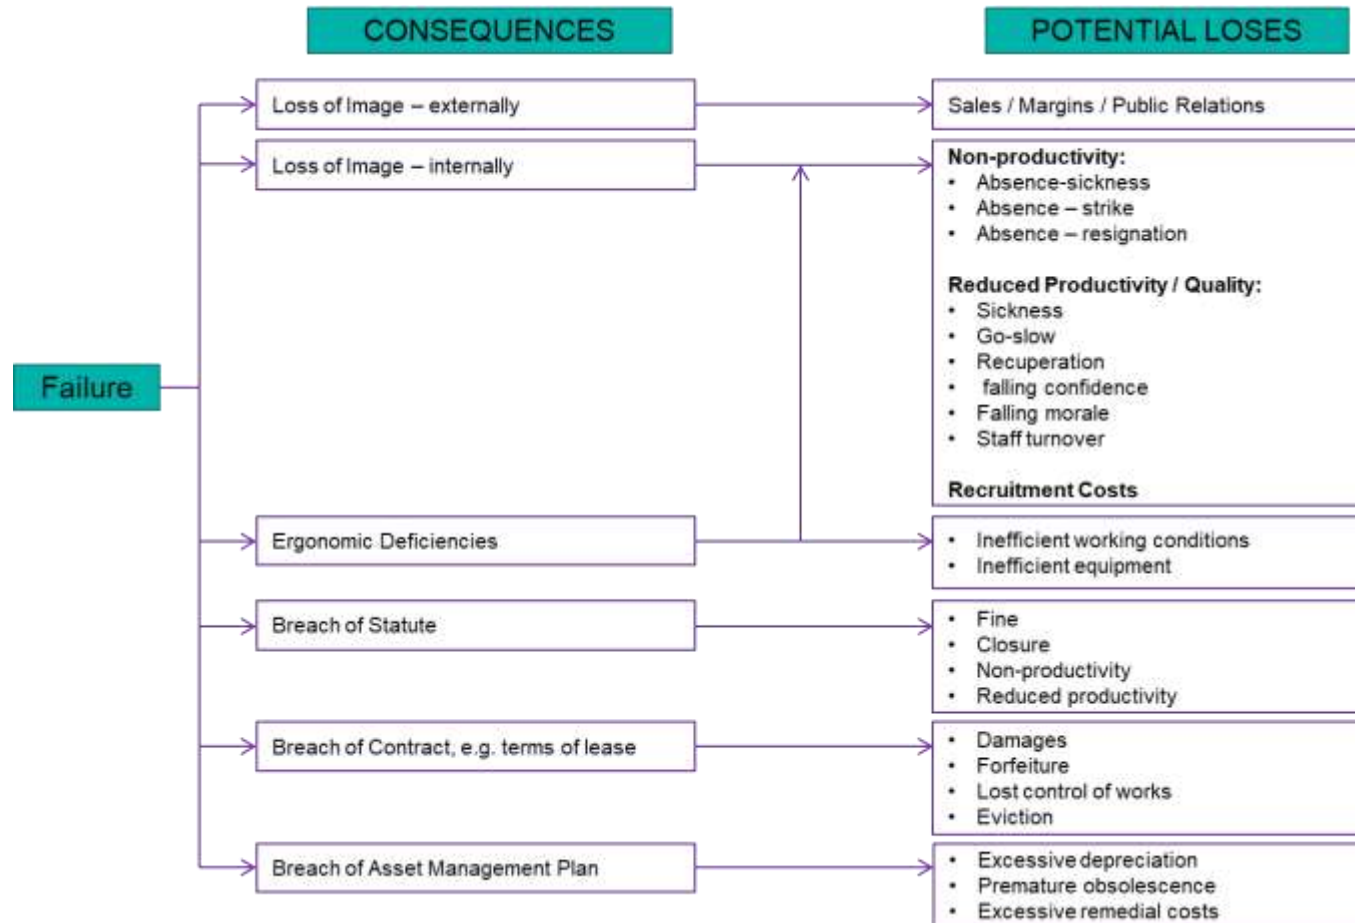 CONSEQUENCES
POTENTIAL LOSES
Loss of Image – externally
Sales / Margins / Public Relations
Loss of Image – internally
Non-productivity:
• Absence-sickness
• Absence – strike
• Absence – resignation
Reduced Productivity / Quality:
• Sickness
• Go-slow
• Recuperation
• falling confidence
• Falling morale
• Staff turnover
Recruitment Costs
Failure
Ergonomic Deficiencies
• Inefficient working conditions
• Inefficient equipment
Breach of Statute
• Fine
• Closure
• Non-productivity
• Reduced productivity
Breach of Contract, e.g. terms of lease
• Damages
• Forfeiture
• Lost control of works
• Eviction
Breach of Asset Management Plan
• Excessive depreciation
• Premature obsolescence
• Excessive remedial costs